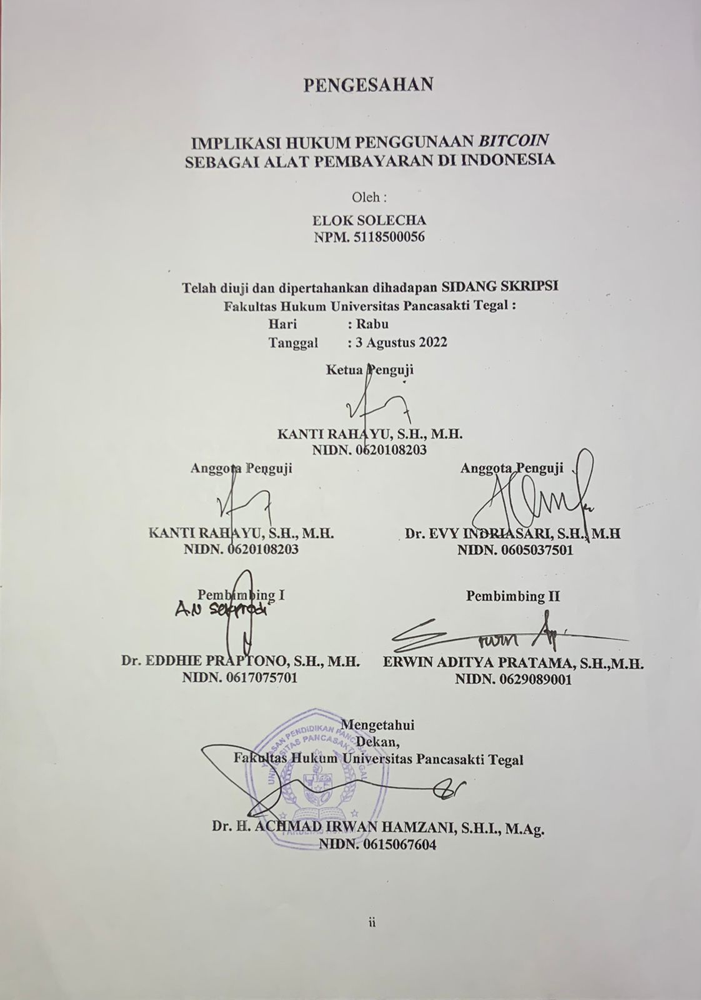 PENGESAHAN
IMPLIKASI HUKUM PENGGUNAAN BITCOIN
SEBAGAI ALAT PEMBAYARAN DI INDONESIA
Oleh :
ELOK SOLECHA
NPM. 5118500056
Telah diuji dan dipertahankan dihadapan SIDANG SKRIPSI
Fakultas Hukum Universitas Pancasakti Tegal :
Hari : Rabu
Tanggal : 3 Agustus 2022
Ketua Penguji
KANTI RAHAYU, S.H., M.H.
NIDN. 0620108203
Anggota Penguji
KANTI RAHAYU, S.H., M.H.
NIDN. 0620108203
Anggota Penguji
Dr. EVY INDRIASARI, S.H., M.H
NIDN. 0605037501
Pembimbing I
A.N Sekprodi
Dr. EDDHIE PRAPTONO, S.H., M.H.
NIDN. 0617075701
Pembimbing II
Erwin Ap
ERWIN ADITYA PRATAMA, S.H.,M.H.
NIDN. 0629089001
YAYASAN PENDIDIKAN PANCASAKTI
UNIVERSITAS PANCASAKTI TEGAL
Mengetahui
Dekan,
Fakultas Hukum Universitas Pancasakti Tegal
Dr. H. ACHMAD IRWAN HAMZANI, S.H.I., M.Ag.
FAKULTAS HUKUM
NIDN. 0615067604
ii